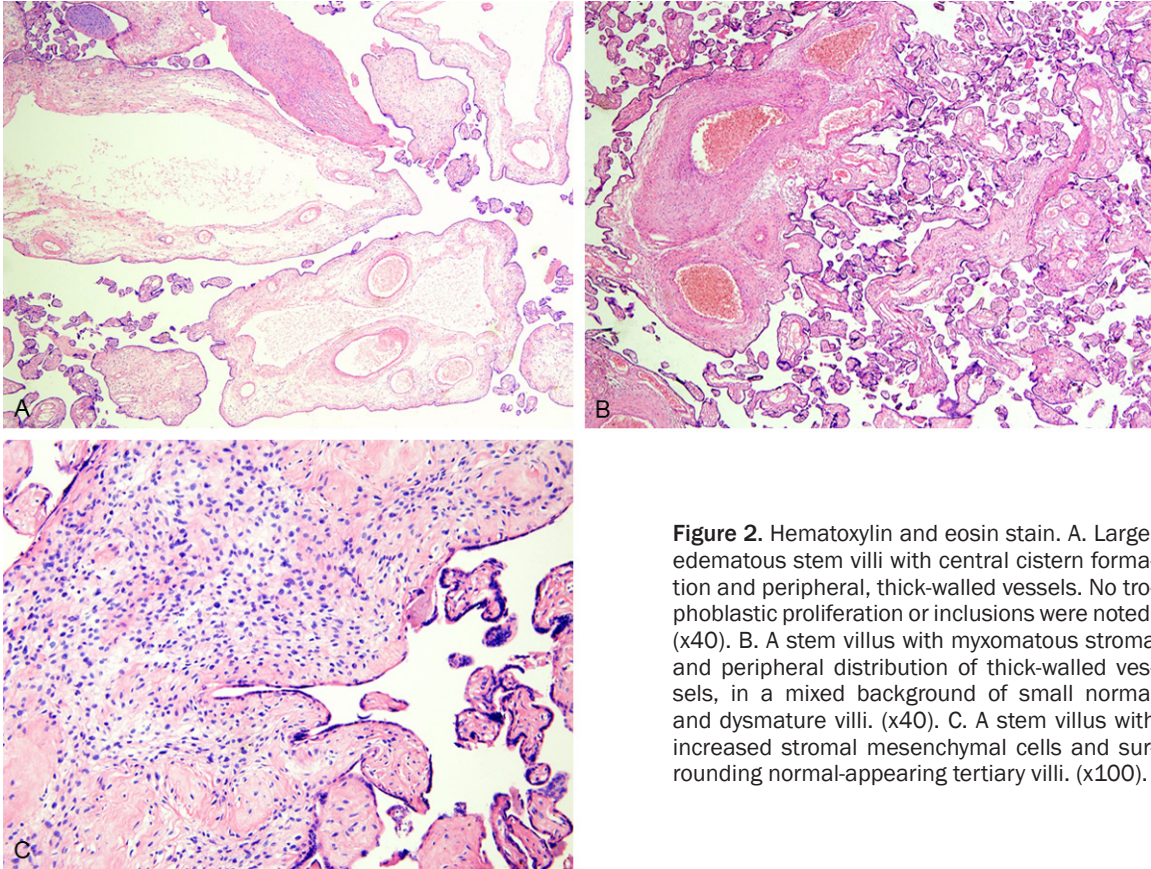 A
B
C
Figure 2. Hematoxylin and eosin stain. A. Large,
edematous stem villi with central cistern forma-
tion and peripheral, thick-walled vessels. No tro-
phoblastic proliferation or inclusions were noted.
(x40). B. A stem villus with myxomatous stroma
and peripheral distribution of thick-walled ves-
sels, in a mixed background of small normal
and dysmature villi. (x40). C. A stem villus with
increased stromal mesenchymal cells and sur-
rounding normal-appearing tertiary villi. (x100).